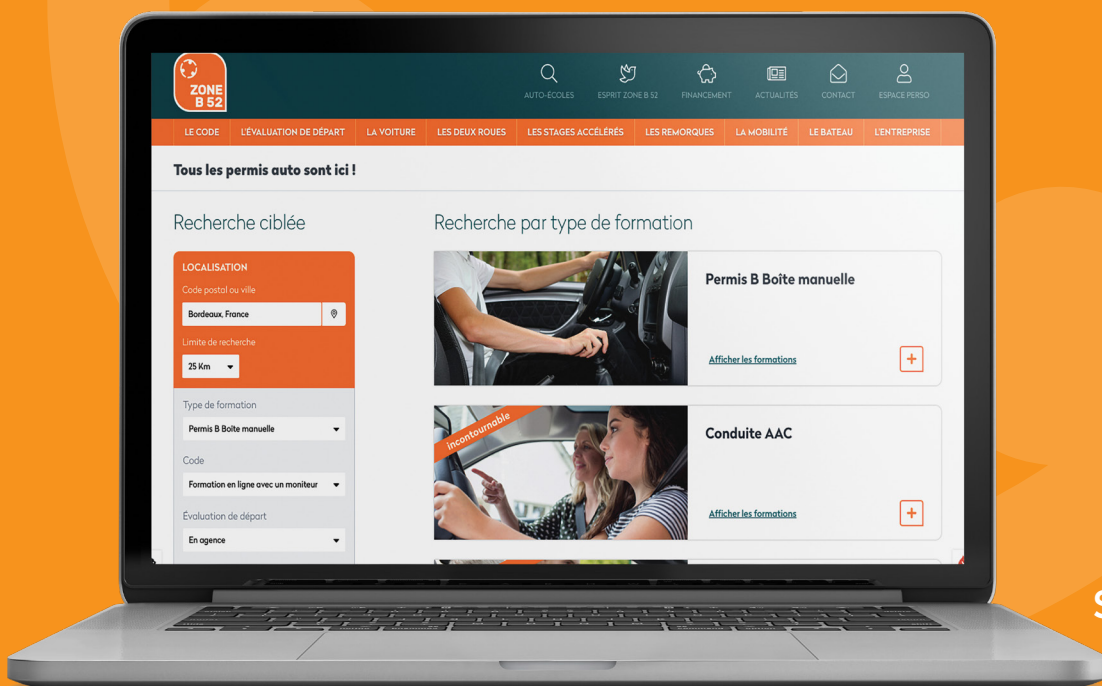 ZONE
B 52
AUTO-ÉCOLES
ESPRIT ZONE B 52
FINANCEMENT
ACTUALITÉS
CONTACT
ESPACE PERSO
LE CODE
L'ÉVALUATION DE DÉPART
LA VOITURE
LES DEUX ROUES
LES STAGES ACCÉLÉRÉS
LES REMORQUES
LA MOBILITÉ
LE BATEAU
L'ENTREPRISE
Tous les permis auto sont ici !
Recherche ciblée
LOCALISATION
Code postal ou ville
Bordeaux, France
Limite de recherche
25 Km
Type de formation
Permis B Boîte manuelle
Code
Formation en ligne avec un moniteur
Évaluation de départ
En agence
Recherche par type de formation
Permis B Boîte manuelle
Afficher les formations
incontournable
Conduite AAC
Afficher les formations
S